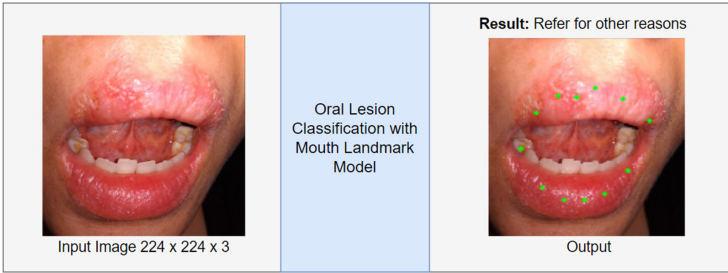 Result: Refer for other reasons
Oral Lesion
Classification with
Mouth Landmark
Model
Input Image 224 x 224 x 3
Output